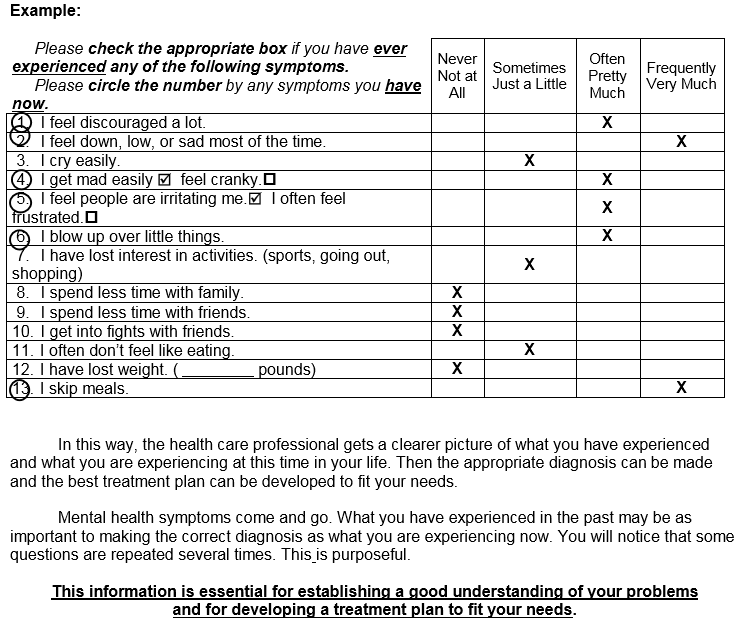 Example:
Please check the appropriate box if you have ever
experienced any of the following symptoms.
Please circle the number by any symptoms you have
now.
Never
Not at
All
Sometimes
Just a Little
Often
Pretty
Much
Frequently
Very Much
1. I feel discouraged a lot. X
2. I feel down, low, or sad most of the time. X
3. I cry easily. X
4. I get mad easily ☑ feel cranky. ☐ X
5. I feel people are irritating me. ☑ I often feel
frustrated. ☐ X
6. I blow up over little things. X
7. I have lost interest in activities. (sports, going out,
shopping) X
8. I spend less time with family. X
9. I spend less time with friends. X
10. I get into fights with friends. X
11. I often don't feel like eating. X
12. I have lost weight. ( ________ pounds) X
13. I skip meals. X
In this way, the health care professional gets a clearer picture of what you have experienced
and what you are experiencing at this time in your life. Then the appropriate diagnosis can be made
and the best treatment plan can be developed to fit your needs.
Mental health symptoms come and go. What you have experienced in the past may be as
important to making the correct diagnosis as what you are experiencing now. You will notice that some
questions are repeated several times. This is purposeful.
This information is essential for establishing a good understanding of your problems
and for developing a treatment plan to fit your needs.